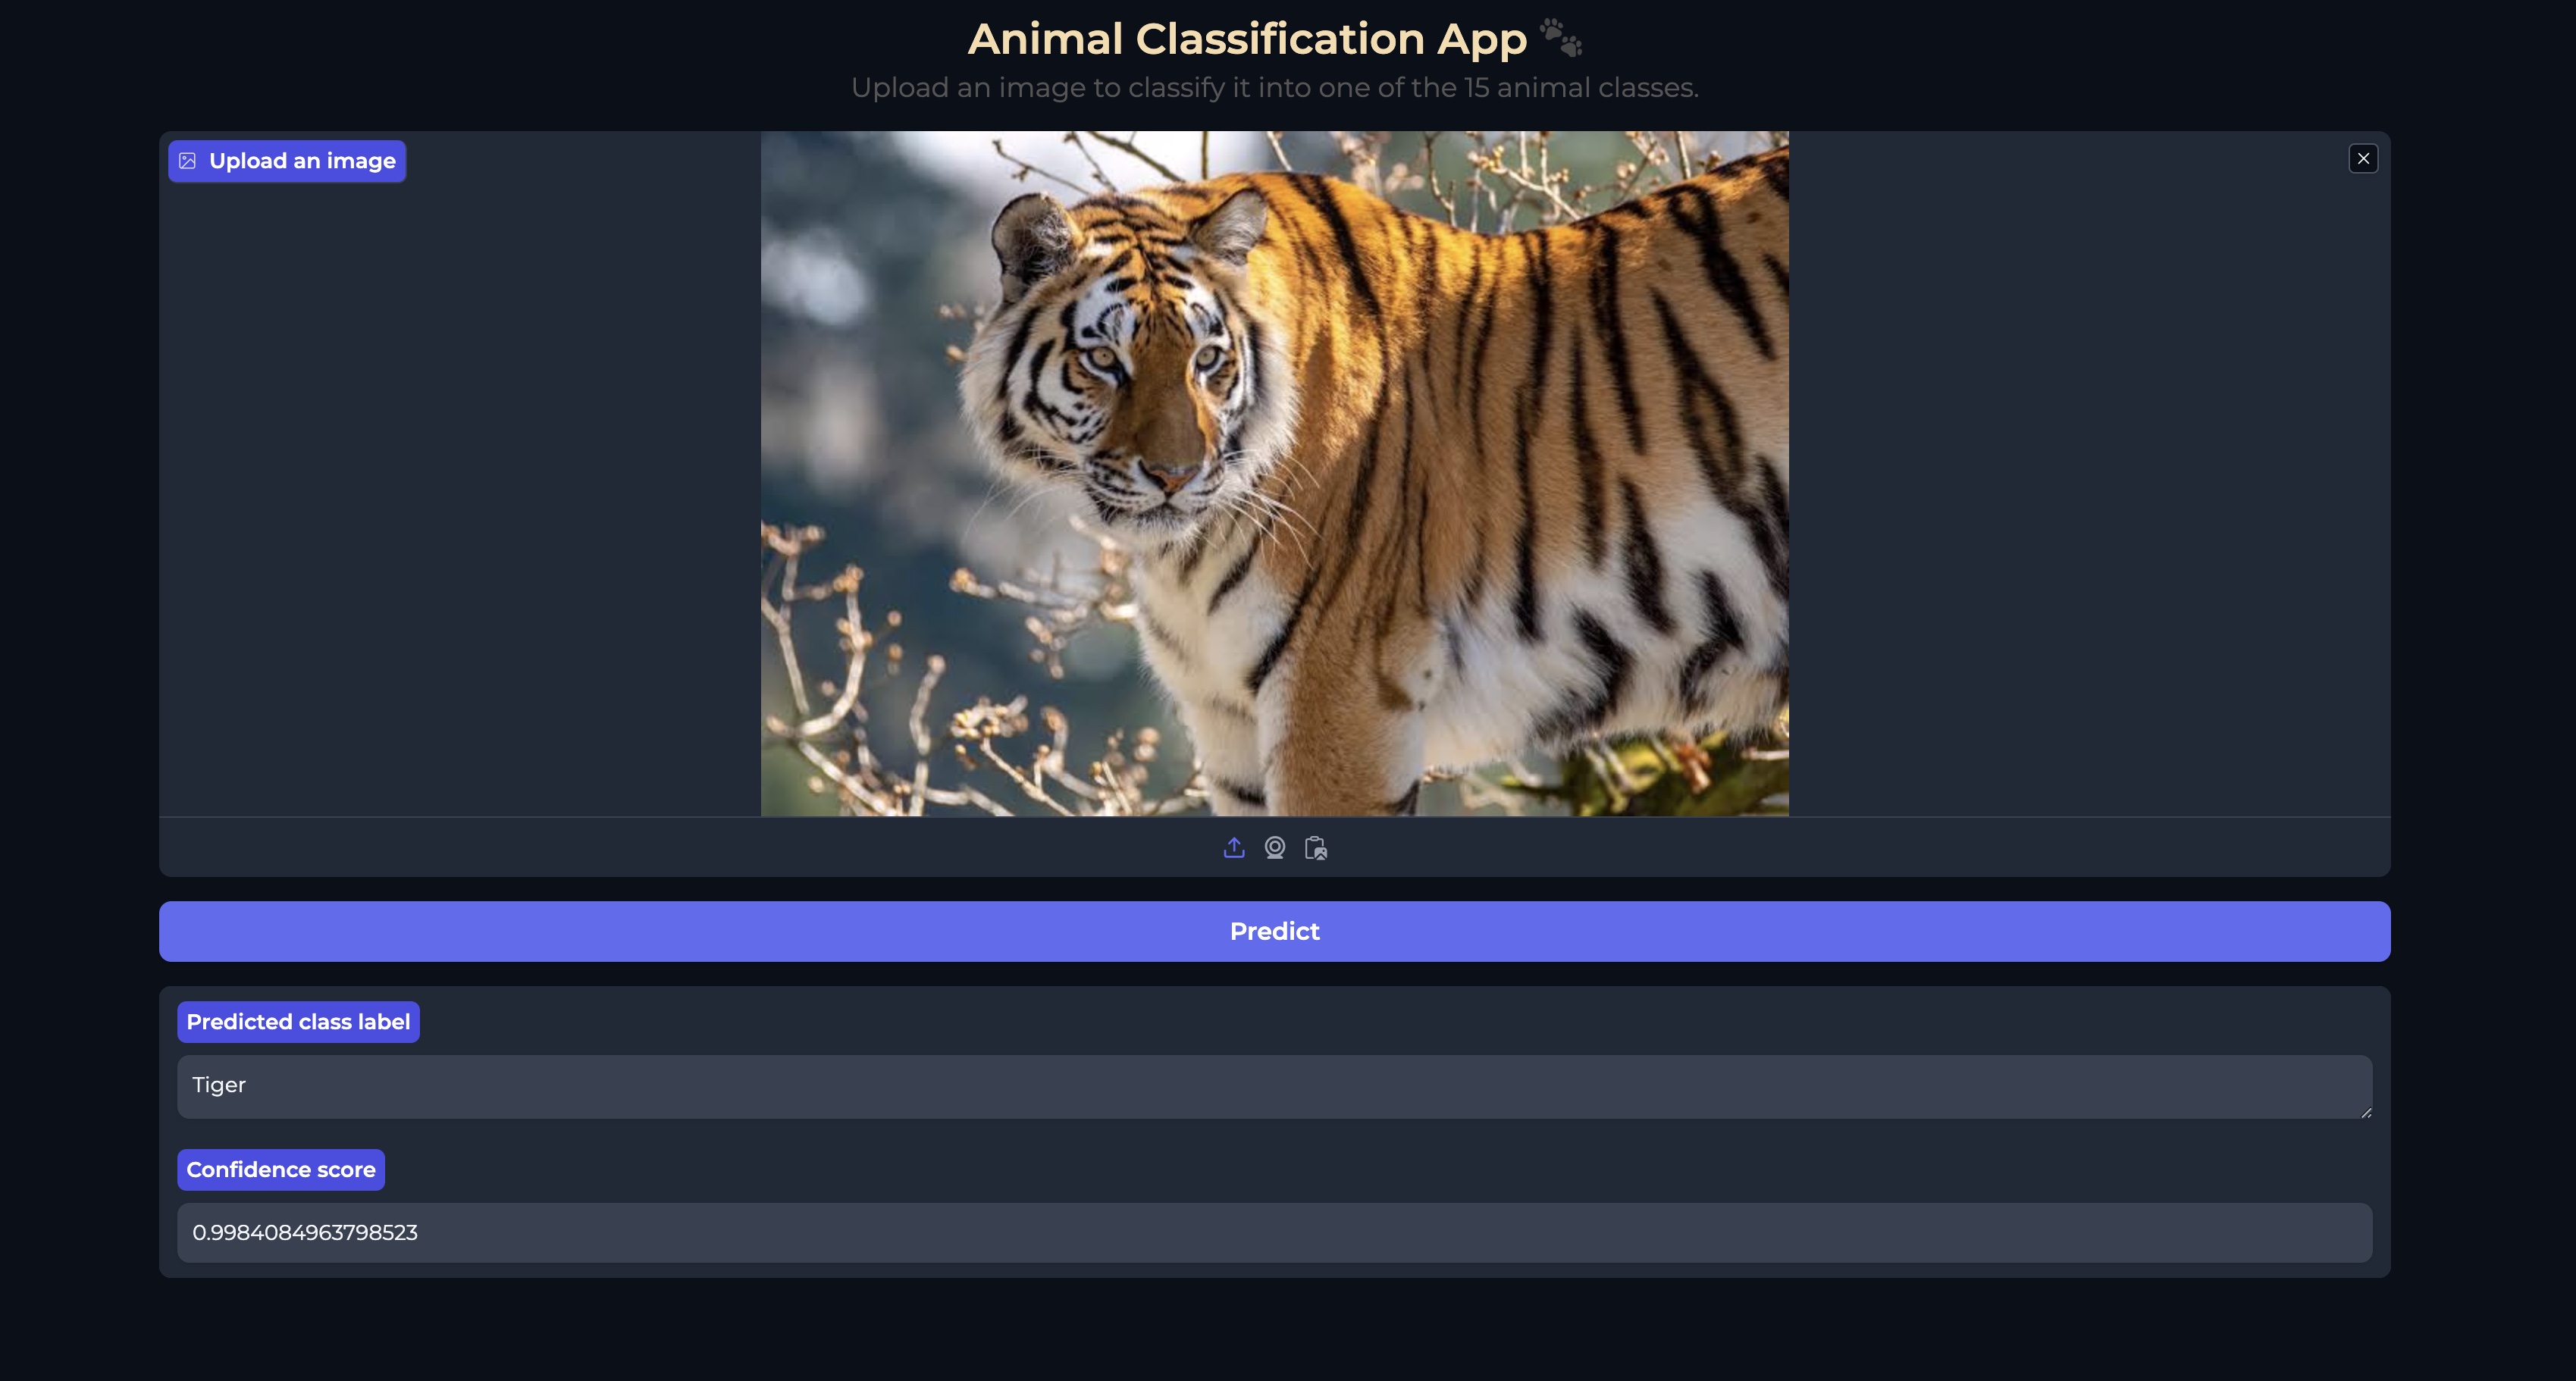 Animal Classification App 🐾
Upload an image to classify it into one of the 15 animal classes.
Upload an image
Predict
Predicted class label
Tiger
Confidence score
0.9984084963798523